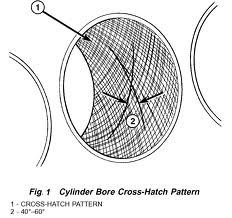 1
2
Fig. 1 Cylinder Bore Cross-Hatch Pattern
1 - CROSS-HATCH PATTERN
2 - 40°–60°